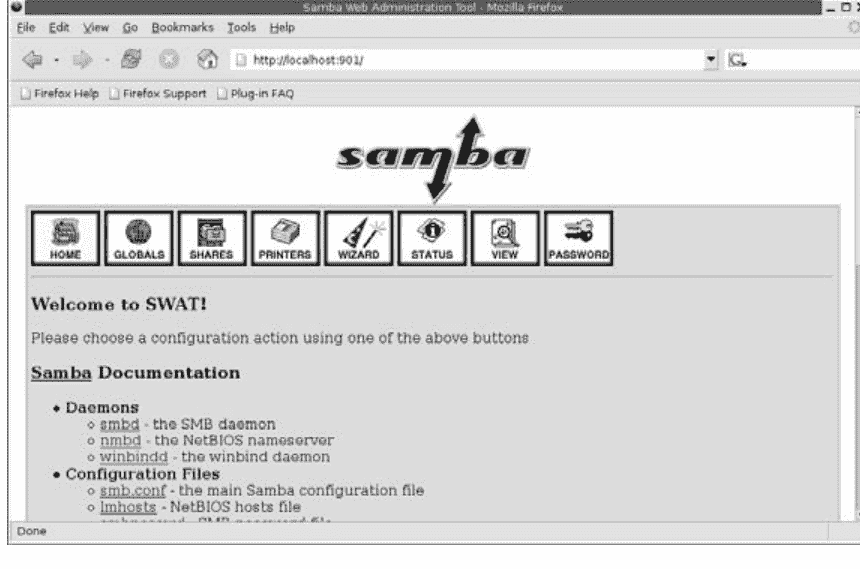 Samba Web Administration Tool - Mozilla Firefox
File Edit View Go Bookmarks Tools Help
http://localhost:901/
Firefox Help Firefox Support Plug-in FAQ
samba
HOME GLOBALS SHARES PRINTERS WIZARD STATUS VIEW PASSWORD
Welcome to SWAT!
Please choose a configuration action using one of the above buttons
Samba Documentation
Daemons
smbd - the SMB daemon
nmbd - the NetBIOS nameserver
winbindd - the winbind daemon
Configuration Files
smb.conf - the main Samba configuration file
lmhosts - NetBIOS hosts file
Done